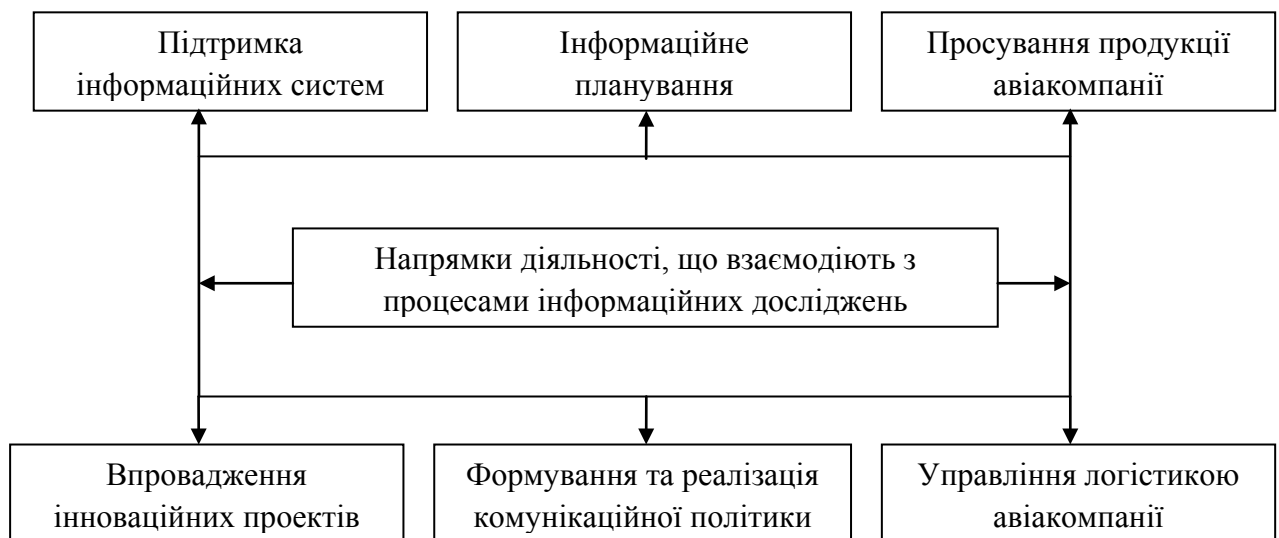 Підтримка
інформаційних систем
Інформаційне
планування
Просування продукції
авіакомпанії
Напрямки діяльності, що взаємодіють з
процесами інформаційних досліджень
Впровадження
інноваційних проектів
Формування та реалізація
комунікаційної політики
Управління логістикою
авіакомпанії